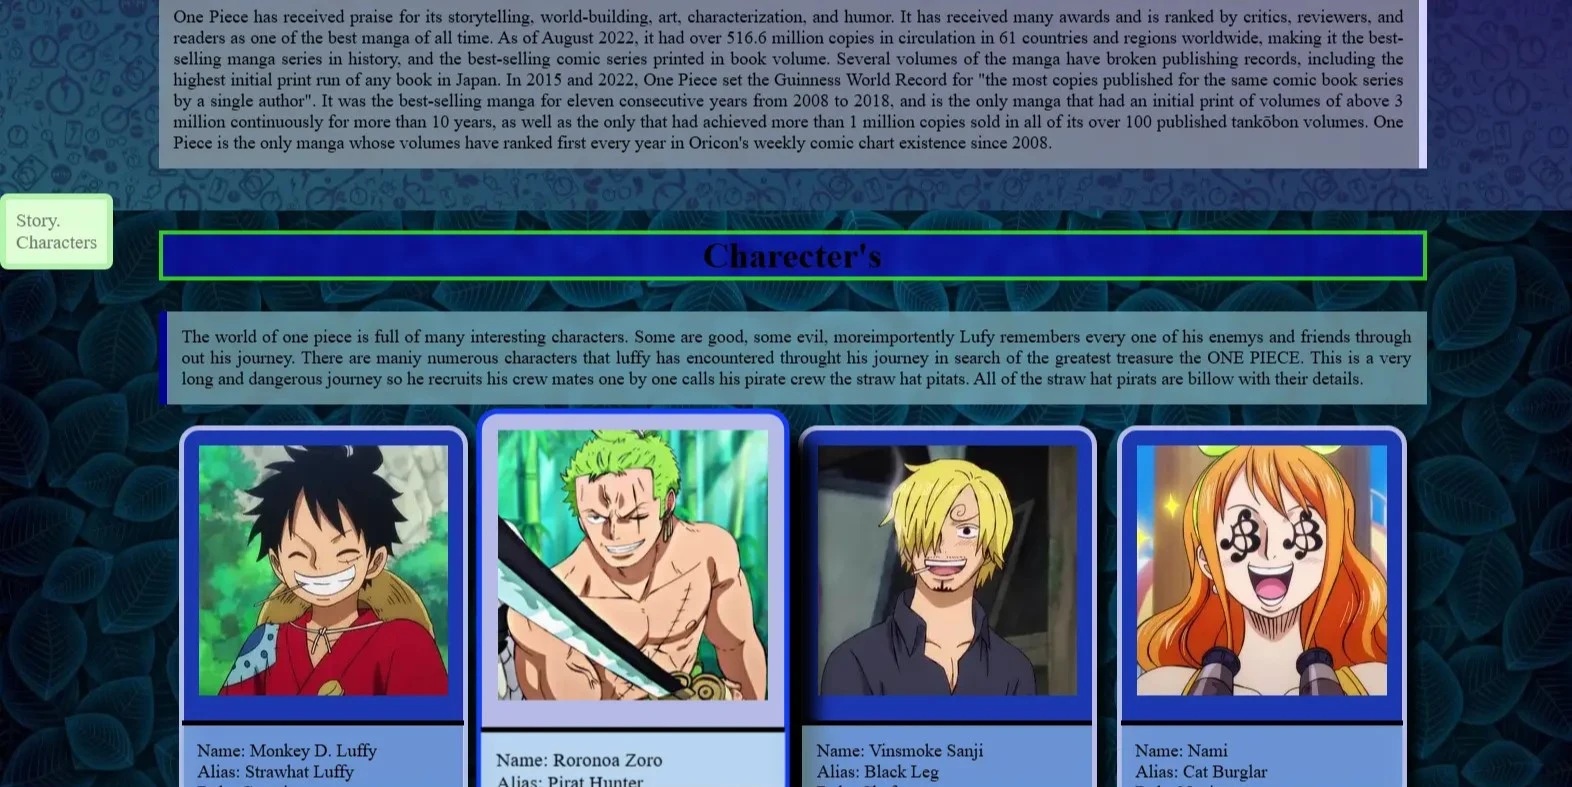 One Piece has received praise for its storytelling, world-building, art, characterization, and humor. It has received many awards and is ranked by critics, reviewers, and
readers as one of the best manga of all time. As of August 2022, it had over 516.6 million copies in circulation in 61 countries and regions worldwide, making it the best-
selling manga series in history, and the best-selling comic series printed in book volume. Several volumes of the manga have broken publishing records, including the
highest initial print run of any book in Japan. In 2015 and 2022, One Piece set the Guinness World Record for "the most copies published for the same comic book series
by a single author". It was the best-selling manga for eleven consecutive years from 2008 to 2018, and is the only manga that had an initial print of volumes of above 3
million continuously for more than 10 years, as well as the only that had achieved more than 1 million copies sold in all of its over 100 published tankōbon volumes. One
Piece is the only manga whose volumes have ranked first every year in Oricon's weekly comic chart existence since 2008.
Story.
Characters
Charecter's
The world of one piece is full of many interesting characters. Some are good, some evil, moreimportently Lufy remembers every one of his enemys and friends through
out his journey. There are maniy numerous characters that luffy has encountered throught his journey in search of the greatest treasure the ONE PIECE. This is a very
long and dangerous journey so he recruits his crew mates one by one calls his pirate crew the straw hat pitats. All of the straw hat pirats are billow with their details.
Name: Monkey D. Luffy
Alias: Strawhat Luffy
Name: Roronoa Zoro
Alias: Pirat Hunter
Name: Vinsmoke Sanji
Alias: Black Leg
Name: Nami
Alias: Cat Burglar